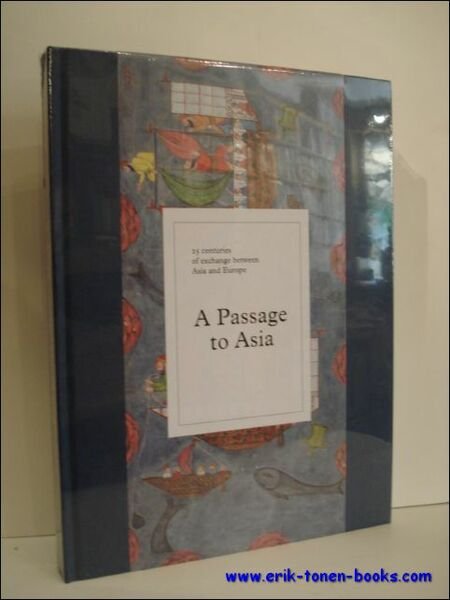 25 centuries
of exchange between
Asia and Europe
A Passage
to Asia
www.erik-tonen-books.com